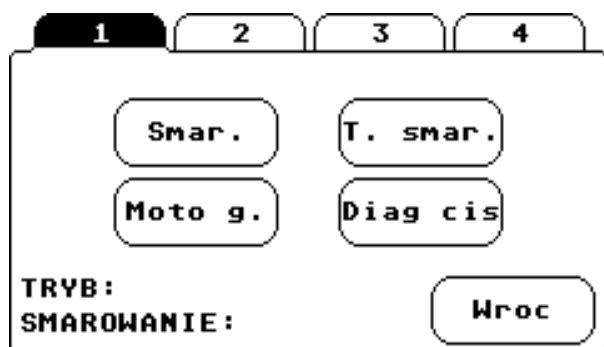 1 2 3 4
Smar. T. smar.
Moto g. Diag cis
TRYB:
SMAROWANIE:
Wroc